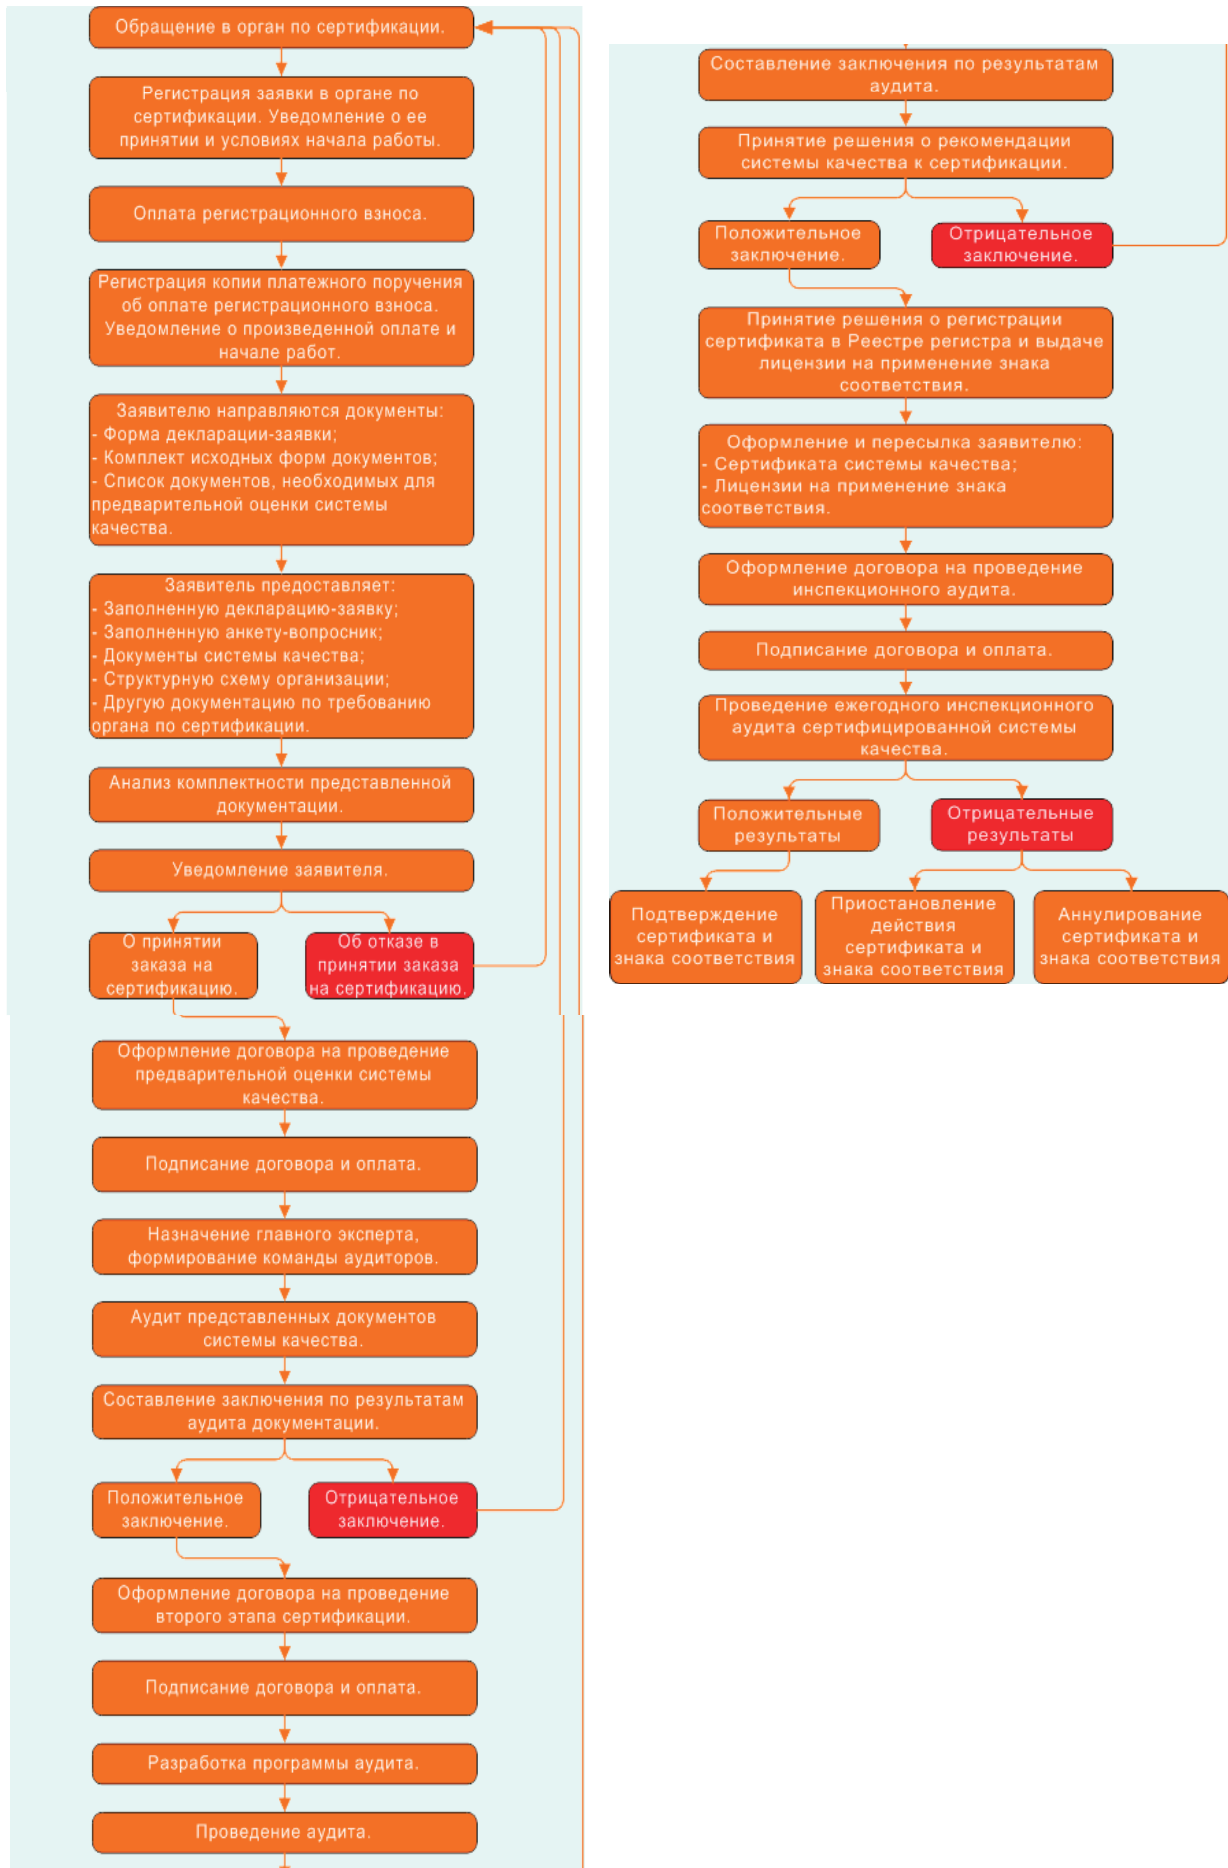 Обращение в орган по сертификации.
Регистрация заявки в органе по
сертификации. Уведомление о ее
принятии и условиях начала работы.
Оплата регистрационного взноса.
Регистрация копии платежного поручения
об оплате регистрационного взноса.
Уведомление о произведенной оплате и
начале работ.
Заявителю направляются документы:
- Форма декларации-заявки;
- Комплект исходных форм документов;
- Список документов, необходимых для
предварительной оценки системы
качества.
Заявитель предоставляет:
- Заполненную декларацию-заявку;
- Заполненную анкету-вопросник;
- Документы системы качества;
- Структурную схему организации;
- Другую документацию по требованию
органа по сертификации.
Анализ комплектности представленной
документации.
Уведомление заявителя.
О принятии
заказа на
сертификацию.
Об отказе в
принятии заказа
на сертификацию.
Оформление договора на проведение
предварительной оценки системы
качества.
Подписание договора и оплата.
Назначение главного эксперта,
формирование команды аудиторов.
Аудит представленных документов
системы качества.
Составление заключения по результатам
аудита документации.
Положительное
заключение.
Отрицательное
заключение.
Оформление договора на проведение
второго этапа сертификации.
Подписание договора и оплата.
Разработка программы аудита.
Проведение аудита.
Составление заключения по результатам
аудита.
Принятие решения о рекомендации
системы качества к сертификации.
Положительное
заключение.
Отрицательное
заключение.
Принятие решения о регистрации
сертификата в Реестре регистра и выдаче
лицензии на применение знака
соответствия.
Оформление и пересылка заявителю:
- Сертификата системы качества;
- Лицензии на применение знака
соответствия.
Оформление договора на проведение
инспекционного аудита.
Подписание договора и оплата.
Проведение ежегодного инспекционного
аудита сертифицированной системы
качества.
Положительные
результаты
Отрицательные
результаты
Подтверждение
сертификата и
знака соответствия
Приостановление
действия
сертификата и
знака соответствия
Аннулирование
сертификата и
знака соответствия